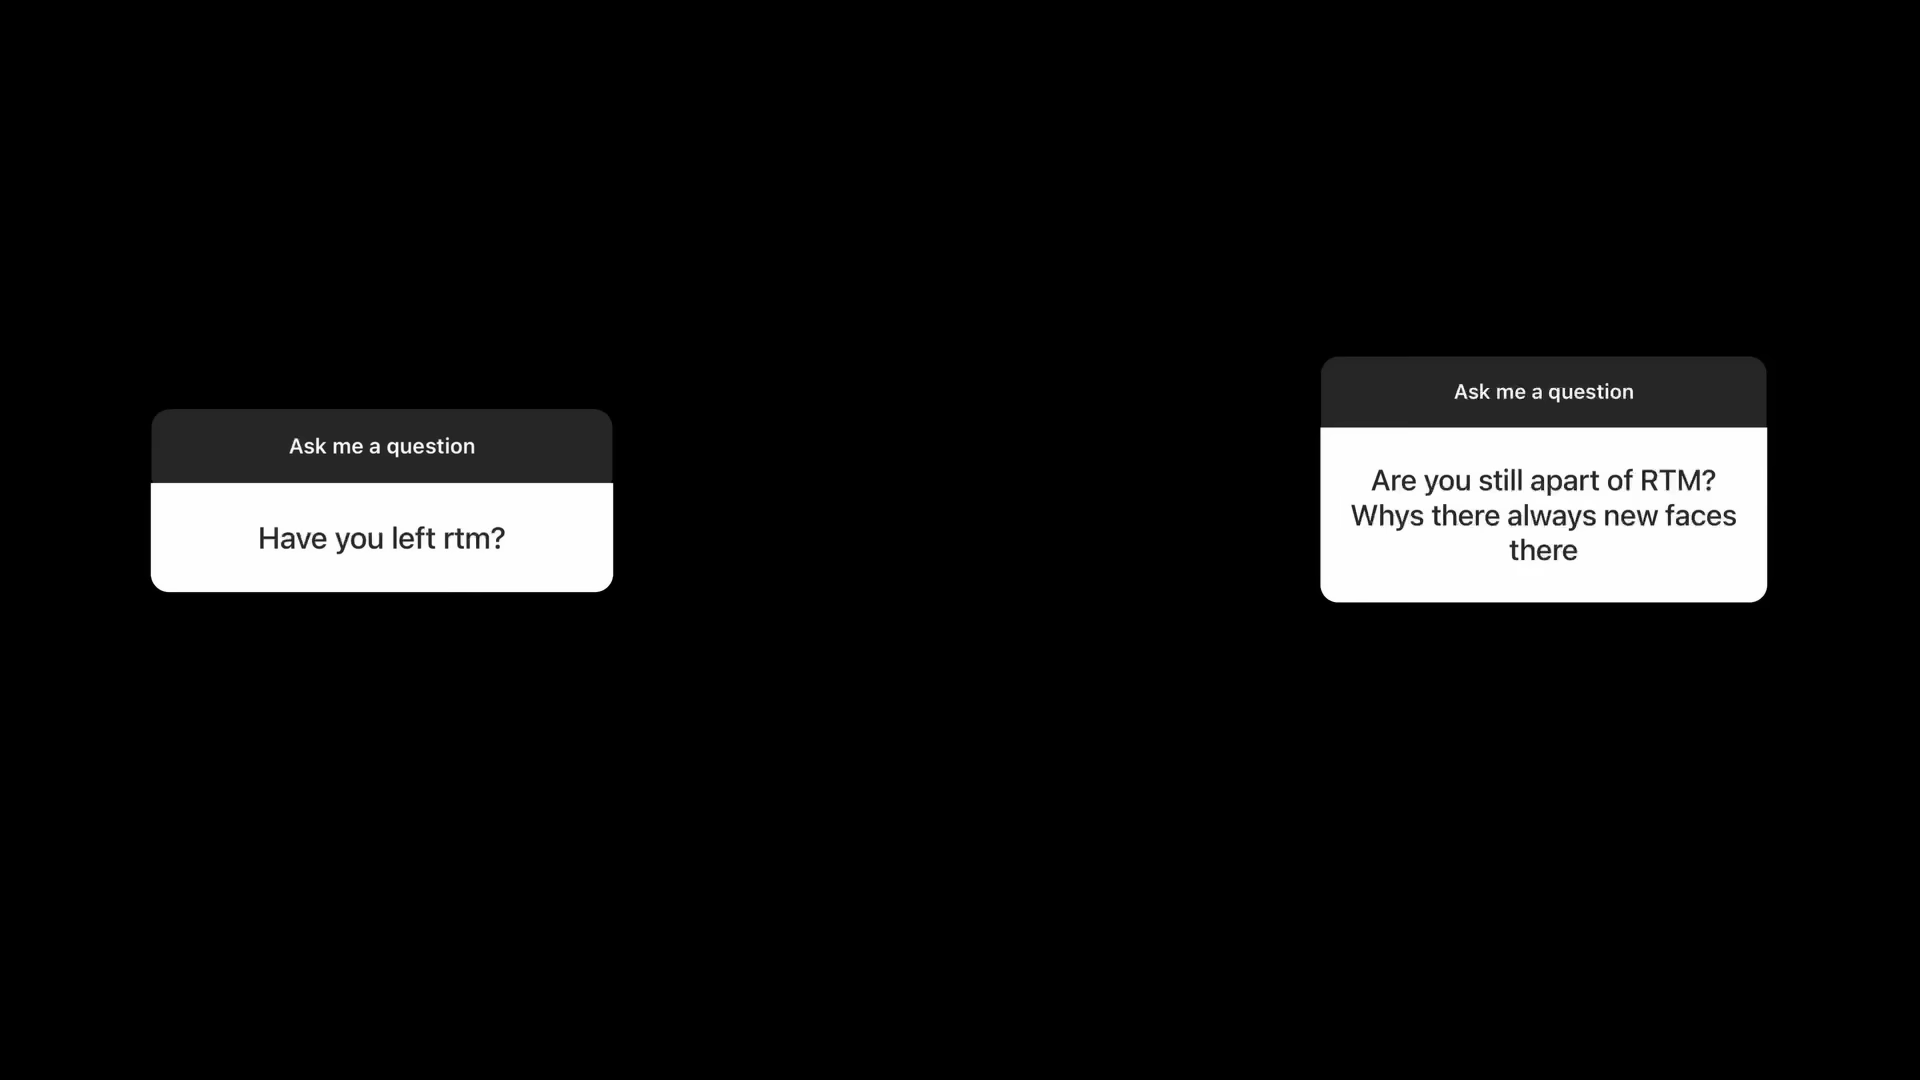 Ask me a question
Have you left rtm?
Ask me a question
Are you still apart of RTM?
Whys there always new faces
there